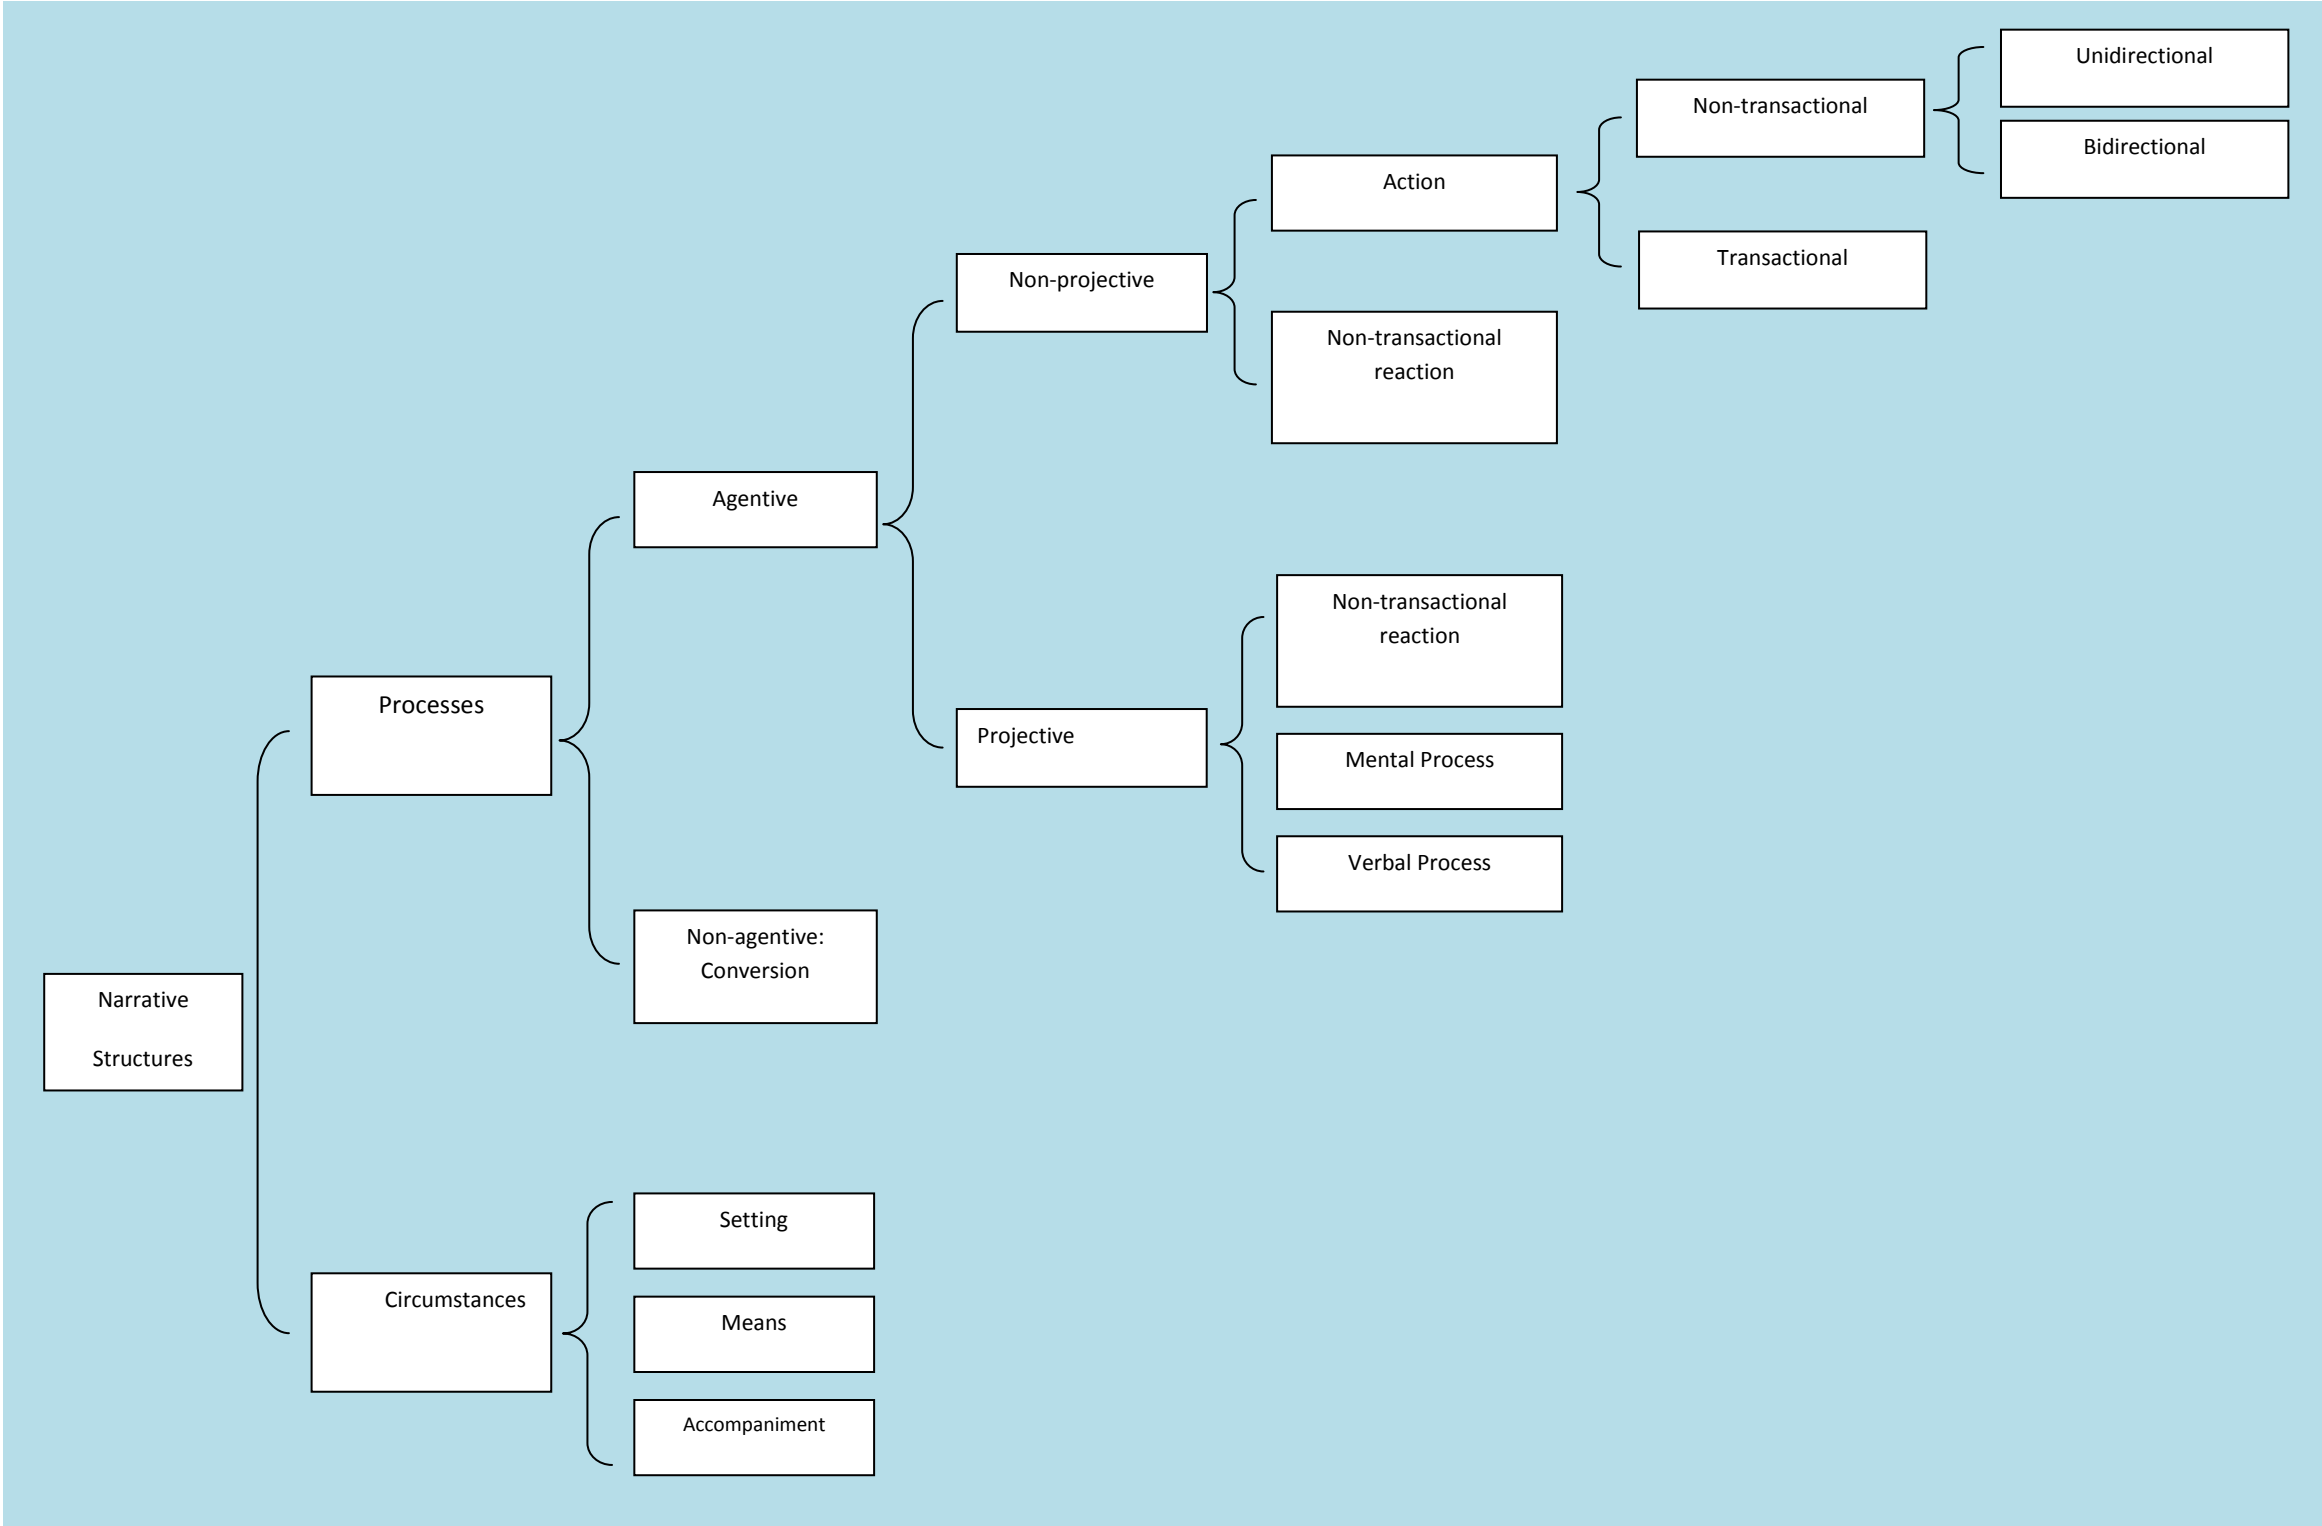 Unidirectional
Non-transactional
Bidirectional
Action
Transactional
Non-projective
Non-transactional
reaction
Agentive
Non-transactional
reaction
Processes
Projective
Mental Process
Verbal Process
Non-agentive:
Conversion
Narrative
Structures
Setting
Circumstances
Means
Accompaniment